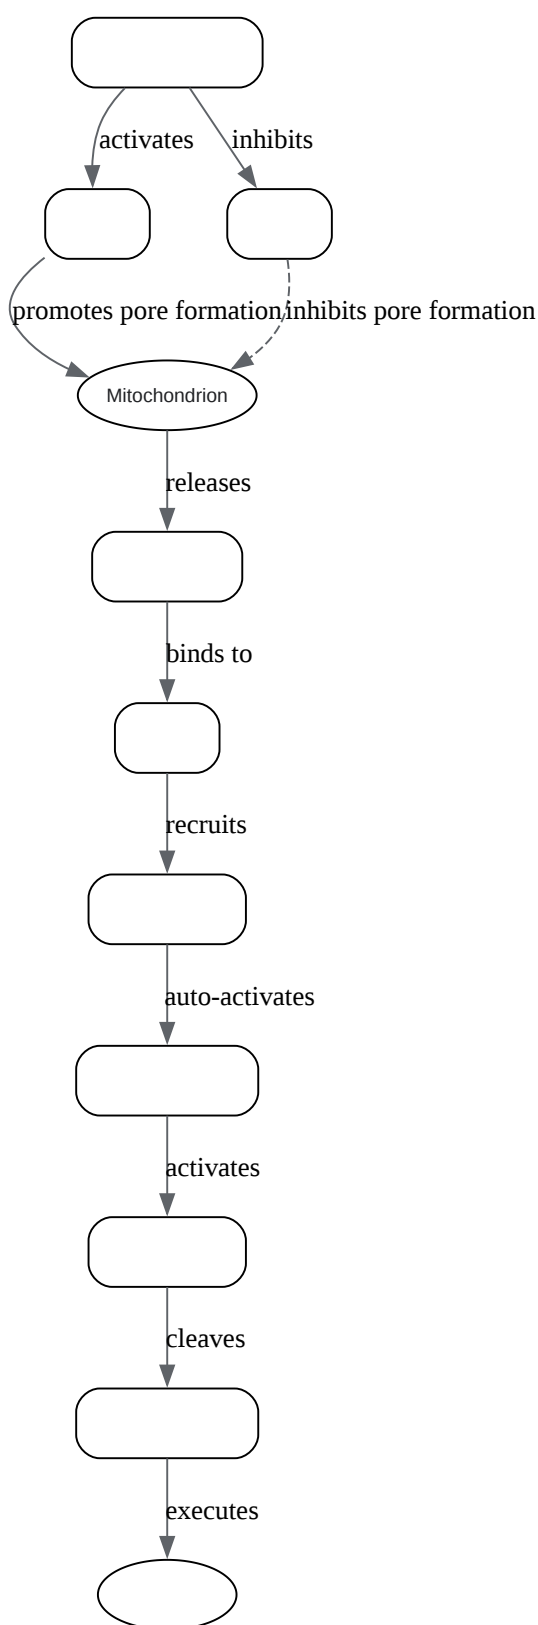 activates
inhibits
promotes pore formation
inhibits pore formation
Mitochondrion
releases
binds to
recruits
auto-activates
activates
cleaves
executes